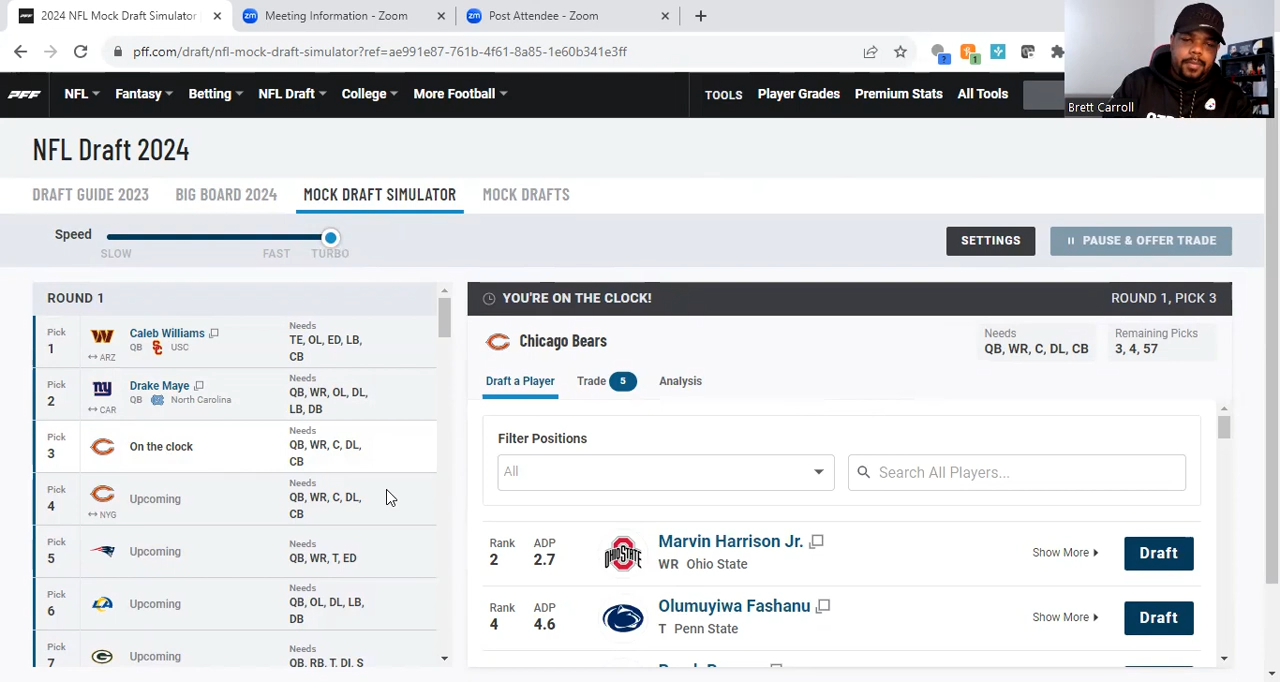 2024 NFL Mock Draft Simulator
Meeting Information - Zoom
Post Attendee - Zoom
pff.com/draft/nfl-mock-draft-simulator?ref=ae991e87-761b-4f61-8a85-1e60b341e3ff
Brett Carroll
PFF
NFL
Fantasy
Betting
NFL Draft
College
More Football
TOOLS
Player Grades
Premium Stats
All Tools
NFL Draft 2024
DRAFT GUIDE 2023
BIG BOARD 2024
MOCK DRAFT SIMULATOR
MOCK DRAFTS
Speed
SLOW
FAST
TURBO
SETTINGS
PAUSE & OFFER TRADE
ROUND 1
Pick
1
ARZ
Caleb Williams
QB SC USC
Needs
TE, OL, ED, LB,
CB
Pick
2
ny
CAR
Drake Maye
QB North Carolina
Needs
QB, WR, OL, DL,
LB, DB
Pick
3
On the clock
Needs
QB, WR, C, DL,
CB
Pick
4
NYG
Upcoming
Needs
QB, WR, C, DL,
CB
Pick
5
Upcoming
Needs
QB, WR, T, ED
Pick
6
Upcoming
Needs
QB, OL, DL, LB,
DB
Pick
7
Upcoming
Needs
QB, RB, T, DI, S
YOU'RE ON THE CLOCK!
ROUND 1, PICK 3
Chicago Bears
Needs
QB, WR, C, DL, CB
Remaining Picks
3, 4, 57
Draft a Player
Trade 5
Analysis
Filter Positions
All
Search All Players...
Rank
2
ADP
2.7
OHIO STATE
Marvin Harrison Jr.
WR Ohio State
Show More
Draft
Rank
4
ADP
4.6
Olumuyiwa Fashanu
T Penn State
Show More
Draft